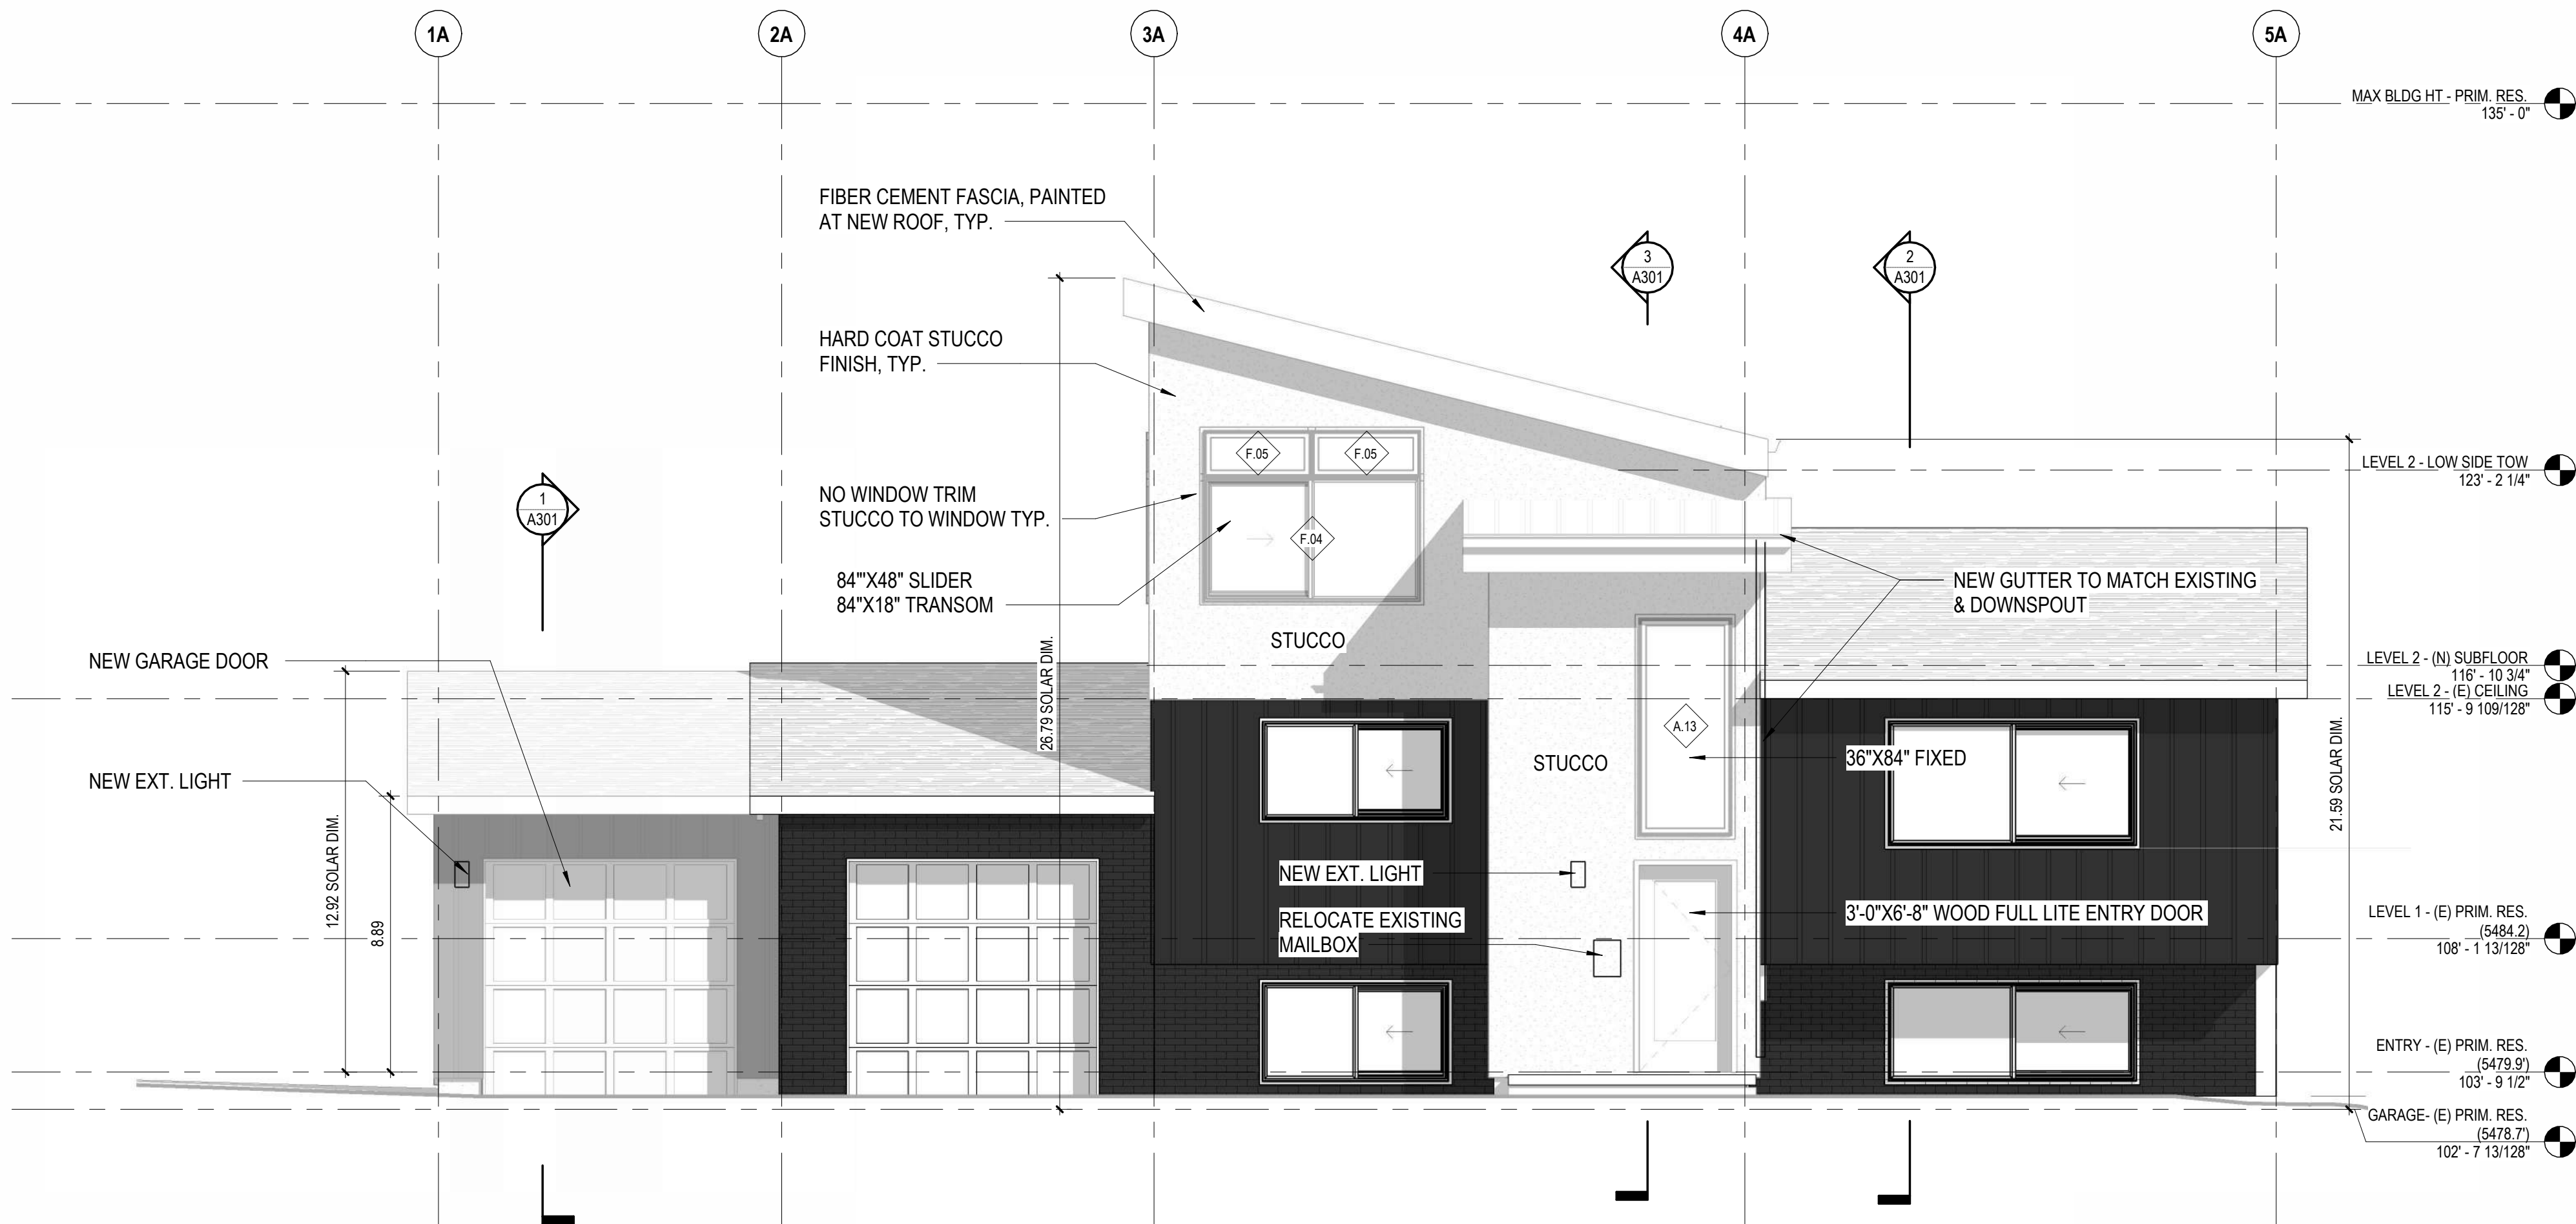 1A
2A
3A
4A
5A
MAX BLDG HT - PRIM. RES.
135' - 0"
FIBER CEMENT FASCIA, PAINTED
AT NEW ROOF, TYP.
3
A301
2
A301
HARD COAT STUCCO
FINISH, TYP.
F.05
F.05
LEVEL 2 - LOW SIDE TOW
123' - 2 1/4"
1
A301
NO WINDOW TRIM
STUCCO TO WINDOW TYP.
F.04
84""X48" SLIDER
84"X18" TRANSOM
NEW GUTTER TO MATCH EXISTING
& DOWNSPOUT
STUCCO
NEW GARAGE DOOR
26.79 SOLAR DIM.
LEVEL 2 - (N) SUBFLOOR
116' - 10 3/4"
LEVEL 2 - (E) CEILING
115' - 9 109/128"
A.13
STUCCO
36"X84" FIXED
21.59 SOLAR DIM.
NEW EXT. LIGHT
12.92 SOLAR DIM.
8.89
NEW EXT. LIGHT
RELOCATE EXISTING
MAILBOX
3'-0"X6'-8" WOOD FULL LITE ENTRY DOOR
LEVEL 1 - (E) PRIM. RES.
(5484.2)
108' - 1 13/128"
ENTRY - (E) PRIM. RES.
(5479.9')
103' - 9 1/2"
GARAGE- (E) PRIM. RES.
(5478.7')
102' - 7 13/128"